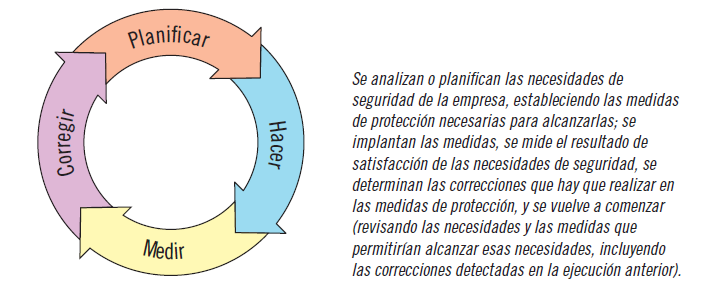 Planificar
Hacer
Medir
Corregir
Se analizan o planifican las necesidades de
seguridad de la empresa, estableciendo las medidas
de protección necesarias para alcanzarlas; se
implantan las medidas, se mide el resultado de
satisfacción de las necesidades de seguridad, se
determinan las correcciones que hay que realizar en
las medidas de protección, y se vuelve a comenzar
(revisando las necesidades y las medidas que
permitirían alcanzar esas necesidades, incluyendo
las correcciones detectadas en la ejecución anterior).